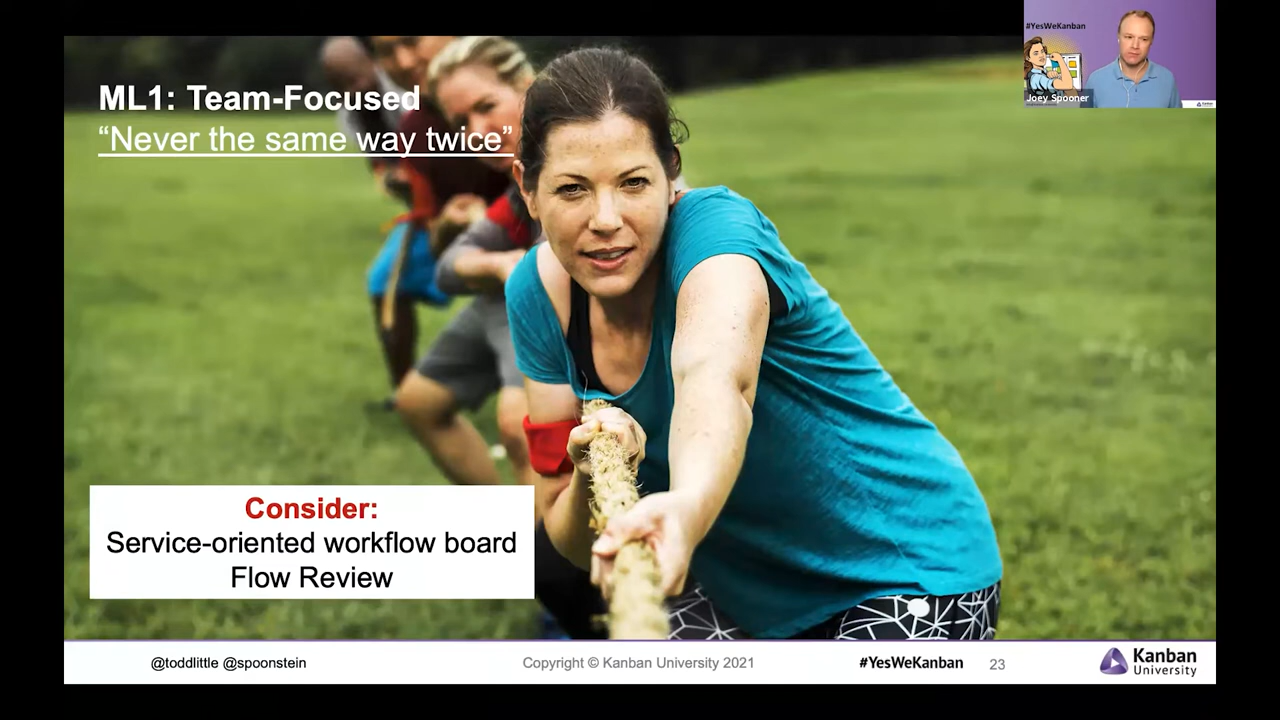 ML1: Team-Focused
“Never the same way twice”
#YesWeKanban
Joey Spooner
Consider:
Service-oriented workflow board
Flow Review
@toddlittle @spoonstein
Copyright © Kanban University 2021
#YesWeKanban
23
Kanban
University